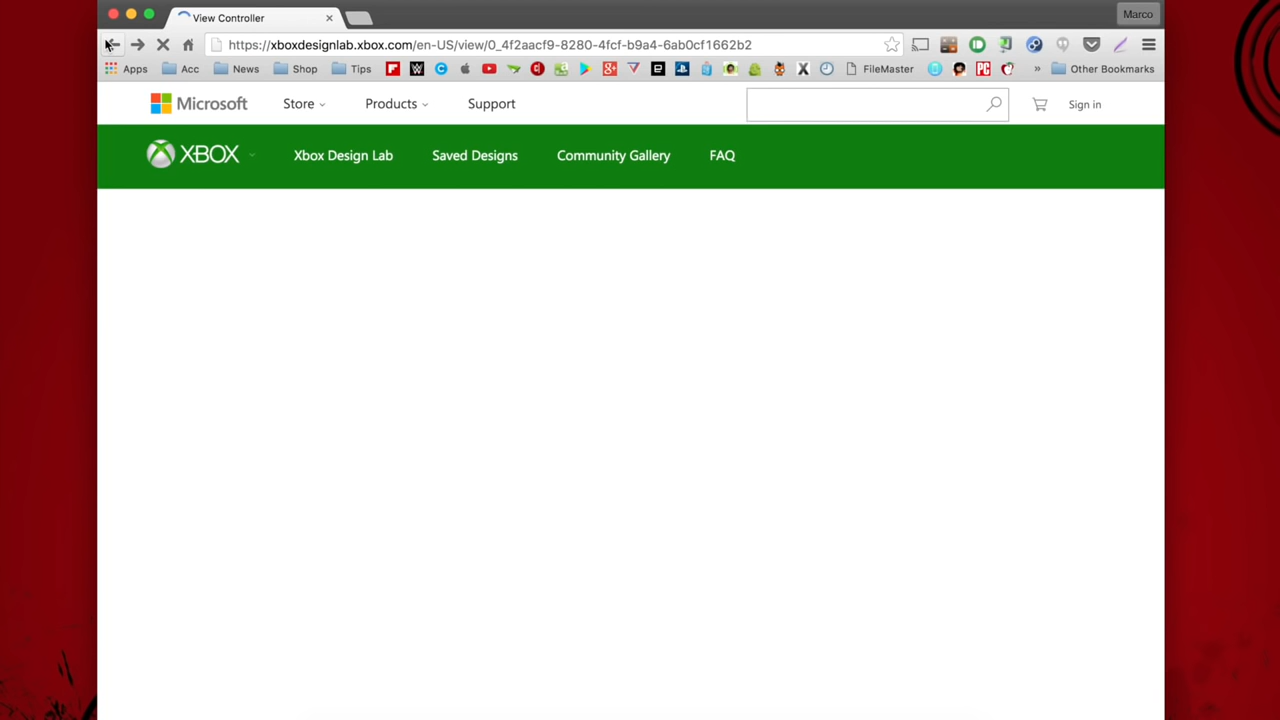 View Controller
Marco
https://xboxdesignlab.xbox.com/en-US/view/0_4f2aacf9-8280-4fcf-b9a4-6ab0cf1662b2
Apps Acc News Shop Tips FileMaster PC » Other Bookmarks
Microsoft Store Products Support Sign in
XBOX Xbox Design Lab Saved Designs Community Gallery FAQ